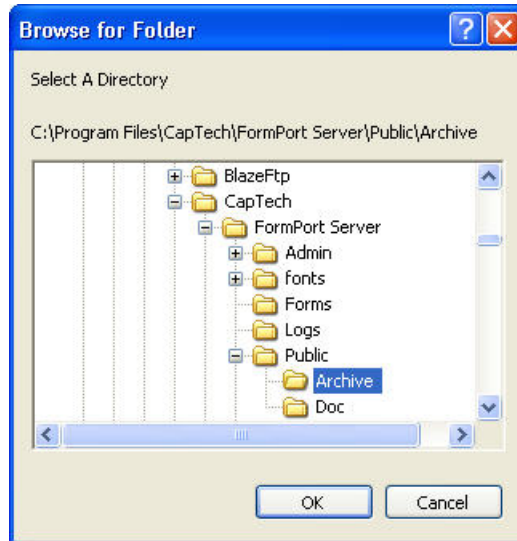 Browse for Folder
Select A Directory
C:\Program Files\CapTech\FormPort Server\Public\Archive
BlazeFtp
CapTech
FormPort Server
Admin
fonts
Forms
Logs
Public
Archive
Doc
OK Cancel